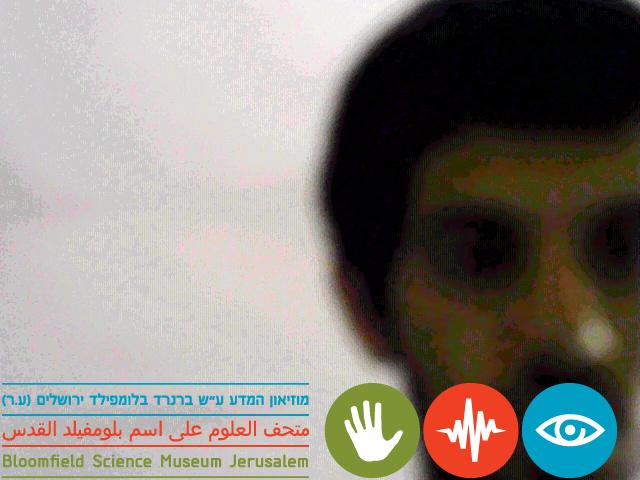 מוזיאון המדע ע״ש ברנרד בלומפילד ירושלים (ע.ר)
متحف العلوم على اسم بلومفيلد القدس
Bloomfield Science Museum Jerusalem